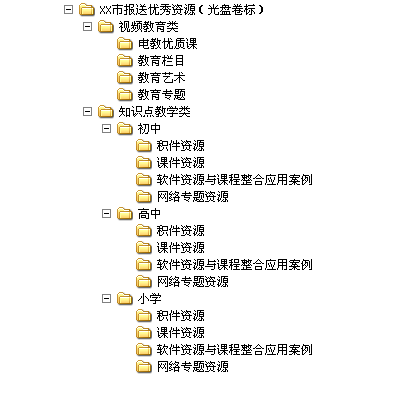 XX市报送优秀资源（光盘卷标）
视频教育类
电教优质课
教育栏目
教育艺术
教育专题
知识点教学类
初中
积件资源
课件资源
软件资源与课程整合应用案例
网络专题资源
高中
积件资源
课件资源
软件资源与课程整合应用案例
网络专题资源
小学
积件资源
课件资源
软件资源与课程整合应用案例
网络专题资源